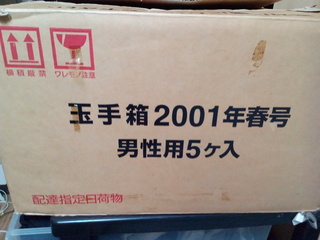 横積厳禁
ワレモノ注意
玉手箱2001年春号
男性用5ヶ入
配達指定日荷物